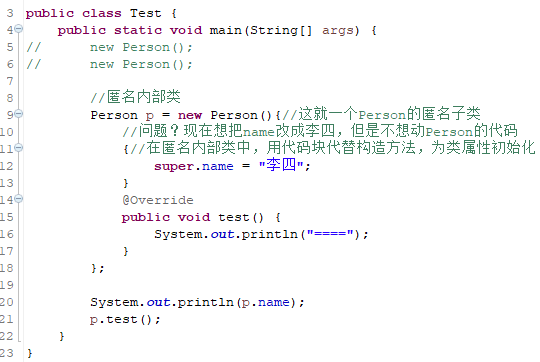 3 public class Test {
4     public static void main(String[] args) {
5 //      new Person();
6 //      new Person();
7
8         //匿名内部类
9         Person p = new Person(){//这就一个Person的匿名子类
10             //问题？现在想把name改成李四，但是不想动Person的代码
11             {//在匿名内部类中，用代码块代替构造方法，为类属性初始化
12                 super.name = "李四";
13             }
14             @Override
15             public void test() {
16                 System.out.println("====");
17             }
18         };
19
20         System.out.println(p.name);
21         p.test();
22     }
23 }